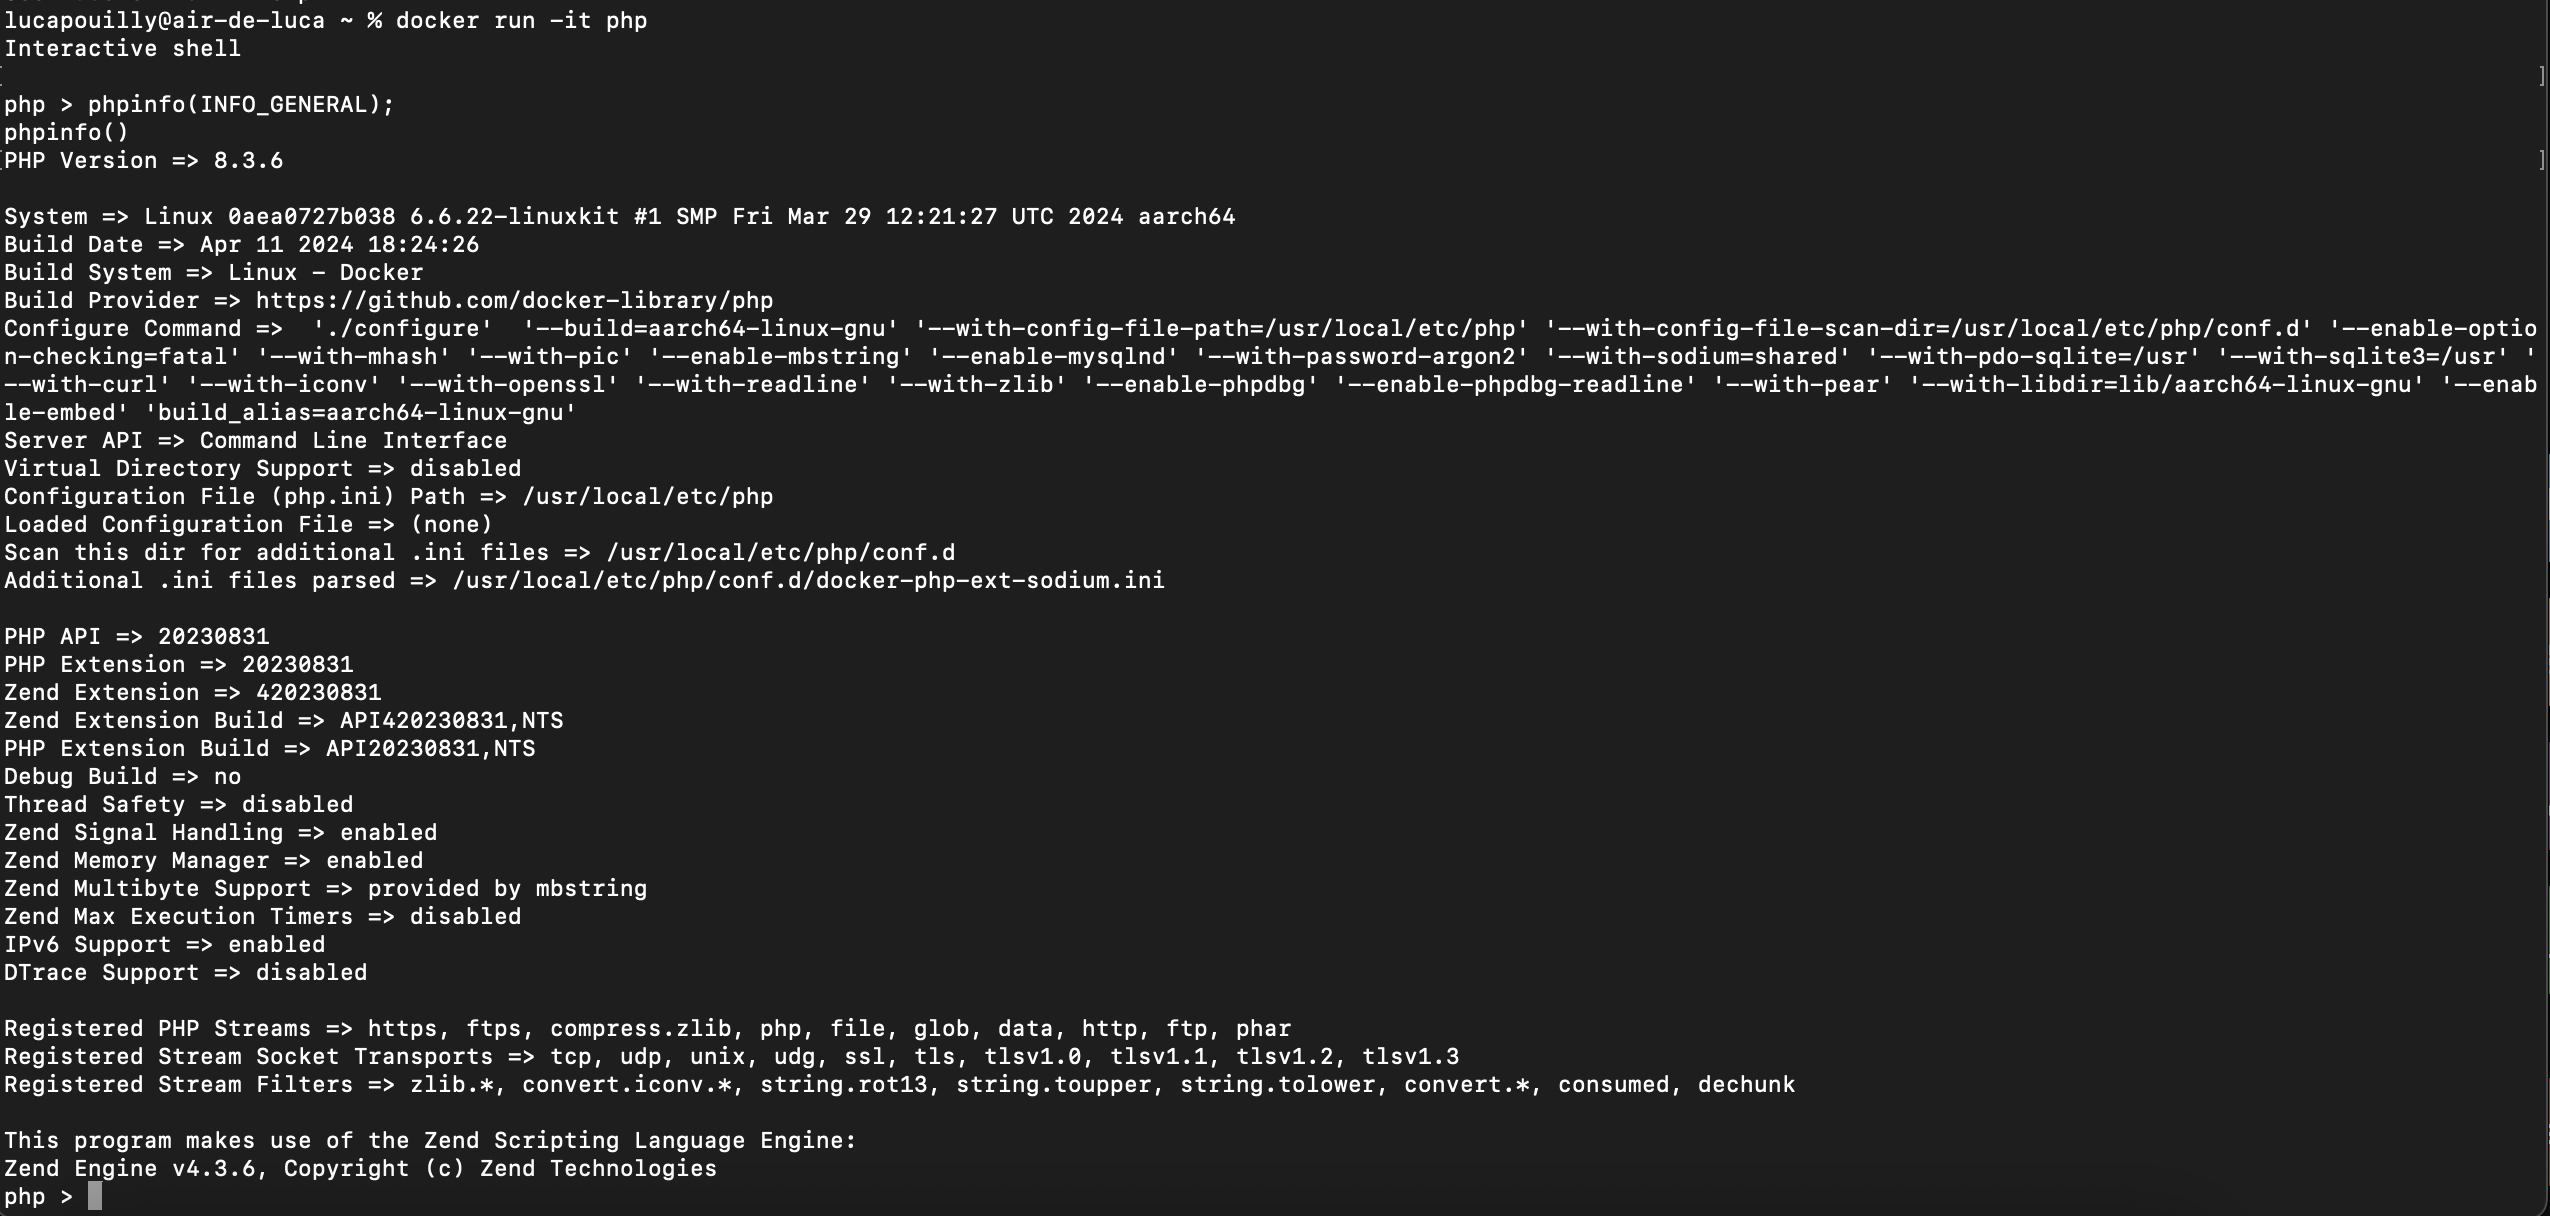 lucapouilly@air-de-luca ~ % docker run -it php
Interactive shell

php > phpinfo(INFO_GENERAL);
phpinfo()
PHP Version => 8.3.6

System => Linux 0aea0727b038 6.6.22-linuxkit #1 SMP Fri Mar 29 12:21:27 UTC 2024 aarch64
Build Date => Apr 11 2024 18:24:26
Build System => Linux - Docker
Build Provider => https://github.com/docker-library/php
Configure Command =>  './configure'  '--build=aarch64-linux-gnu' '--with-config-file-path=/usr/local/etc/php' '--with-config-file-scan-dir=/usr/local/etc/php/conf.d' '--enable-optio
n-checking=fatal' '--with-mhash' '--with-pic' '--enable-mbstring' '--enable-mysqlnd' '--with-password-argon2' '--with-sodium=shared' '--with-pdo-sqlite=/usr' '--with-sqlite3=/usr' '
--with-curl' '--with-iconv' '--with-openssl' '--with-readline' '--with-zlib' '--enable-phpdbg' '--enable-phpdbg-readline' '--with-pear' '--with-libdir=lib/aarch64-linux-gnu' '--enab
le-embed' 'build_alias=aarch64-linux-gnu'
Server API => Command Line Interface
Virtual Directory Support => disabled
Configuration File (php.ini) Path => /usr/local/etc/php
Loaded Configuration File => (none)
Scan this dir for additional .ini files => /usr/local/etc/php/conf.d
Additional .ini files parsed => /usr/local/etc/php/conf.d/docker-php-ext-sodium.ini

PHP API => 20230831
PHP Extension => 20230831
Zend Extension => 420230831
Zend Extension Build => API420230831,NTS
PHP Extension Build => API20230831,NTS
Debug Build => no
Thread Safety => disabled
Zend Signal Handling => enabled
Zend Memory Manager => enabled
Zend Multibyte Support => provided by mbstring
Zend Max Execution Timers => disabled
IPv6 Support => enabled
DTrace Support => disabled

Registered PHP Streams => https, ftps, compress.zlib, php, file, glob, data, http, ftp, phar
Registered Stream Socket Transports => tcp, udp, unix, udg, ssl, tls, tlsv1.0, tlsv1.1, tlsv1.2, tlsv1.3
Registered Stream Filters => zlib.*, convert.iconv.*, string.rot13, string.toupper, string.tolower, convert.*, consumed, dechunk

This program makes use of the Zend Scripting Language Engine:
Zend Engine v4.3.6, Copyright (c) Zend Technologies
php >